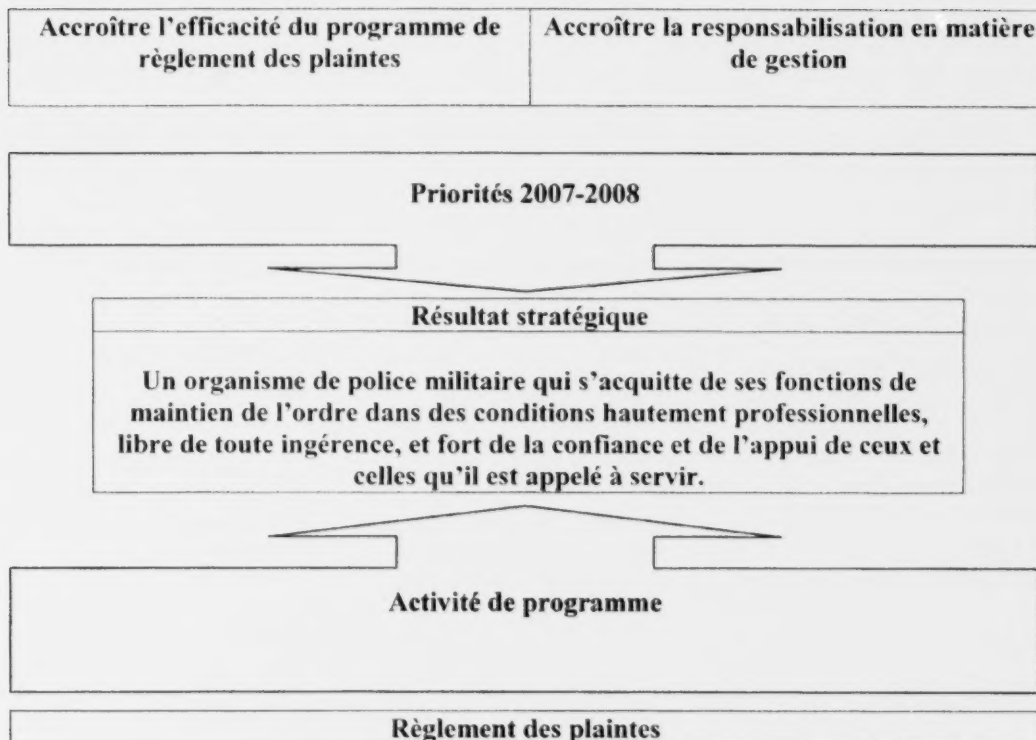 Accroître l'efficacité du programme de
règlement des plaintes
Accroître la responsabilisation en matière
de gestion
Priorités 2007-2008
Résultat stratégique
Un organisme de police militaire qui s'acquitte de ses fonctions de
maintien de l'ordre dans des conditions hautement professionnelles,
libre de toute ingérence, et fort de la confiance et de l'appui de ceux et
celles qu'il est appelé à servir.
Activité de programme
Règlement des plaintes